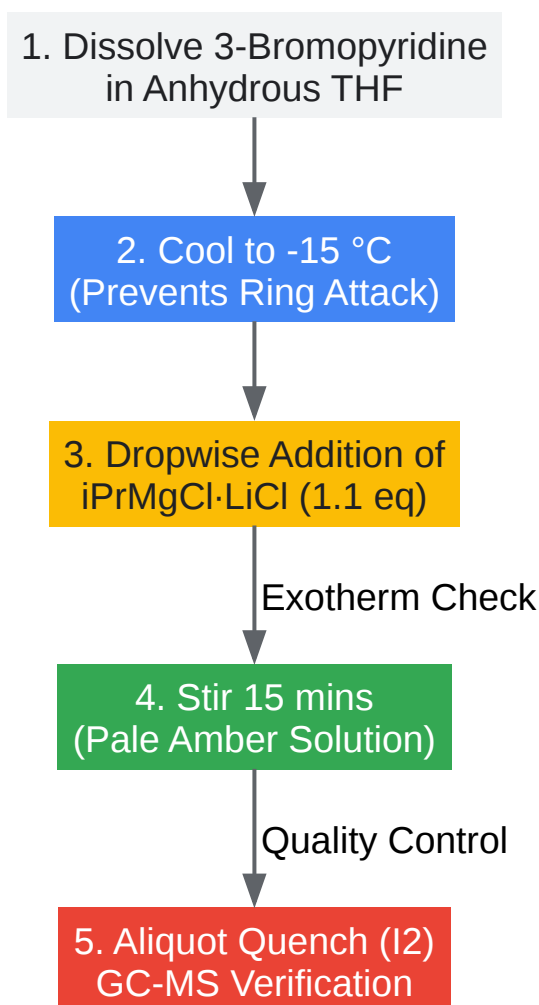 1. Dissolve 3-Bromopyridine
in Anhydrous THF
2. Cool to -15 °C
(Prevents Ring Attack)
3. Dropwise Addition of
iPrMgCl·LiCl (1.1 eq)
Exotherm Check
4. Stir 15 mins
(Pale Amber Solution)
Quality Control
5. Aliquot Quench (I2)
GC-MS Verification